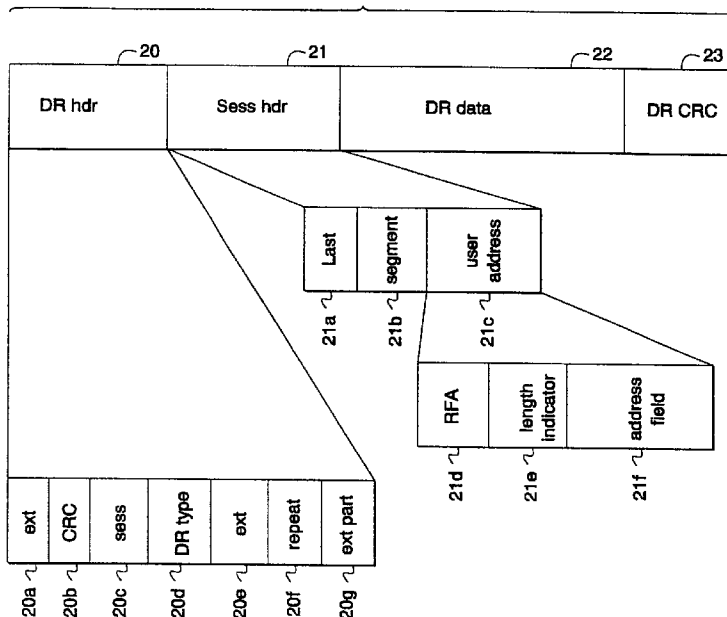 20
21
22
23
DR hdr
Sess hdr
DR data
DR CRC
Last
segment
user
address
21a
21b
21c
RFA
length
indicator
address
field
21d
21e
21f
ext
CRC
sess
DR type
ext
repeat
ext part
20a
20b
20c
20d
20e
20f
20g